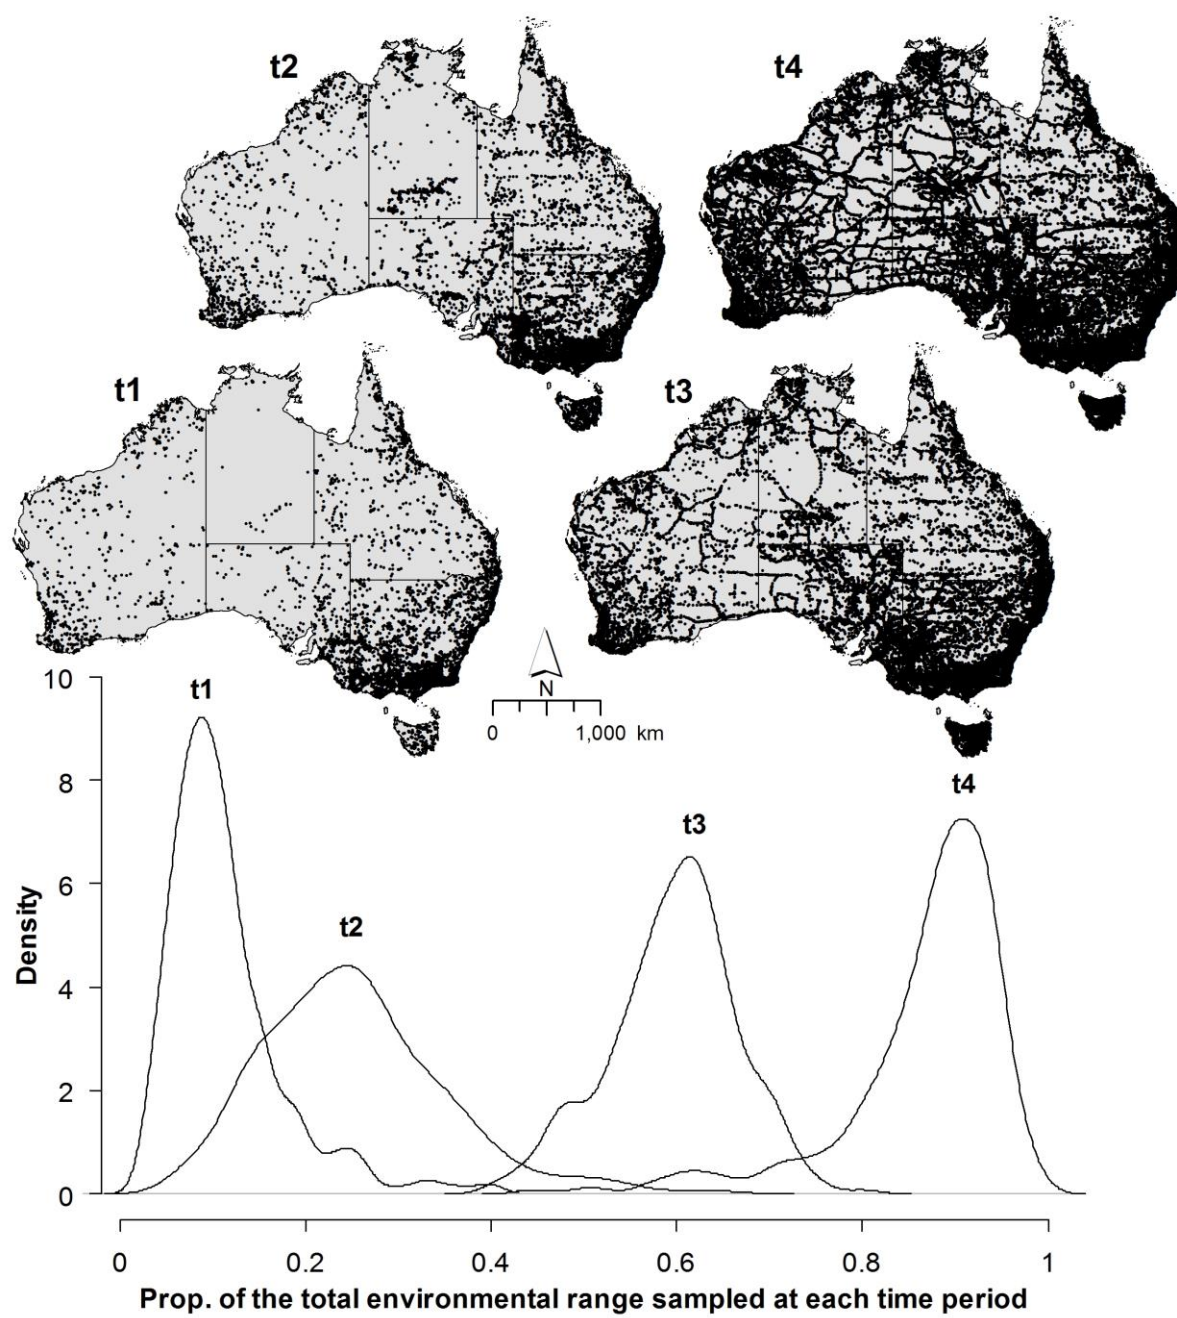 t2
t4
t1
t3
N
0 1,000 km
10
8
6
4
2
0
Density
t1
t2
t3
t4
0 0.2 0.4 0.6 0.8 1
Prop. of the total environmental range sampled at each time period